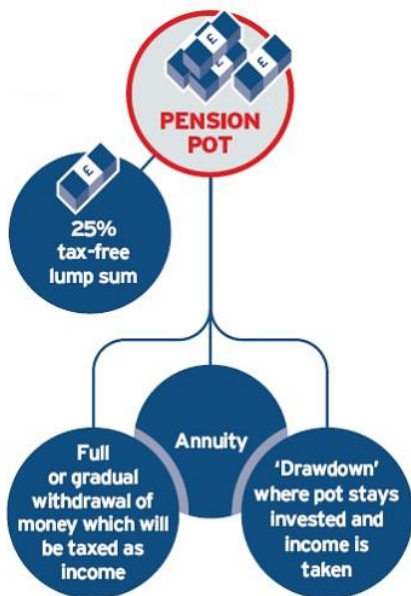 £
£
£
PENSION
POT
£
25%
tax-free
lump sum
Full
or gradual
withdrawal of
money which will
be taxed as
income
Annuity
‘Drawdown’
where pot stays
invested and
income is
taken